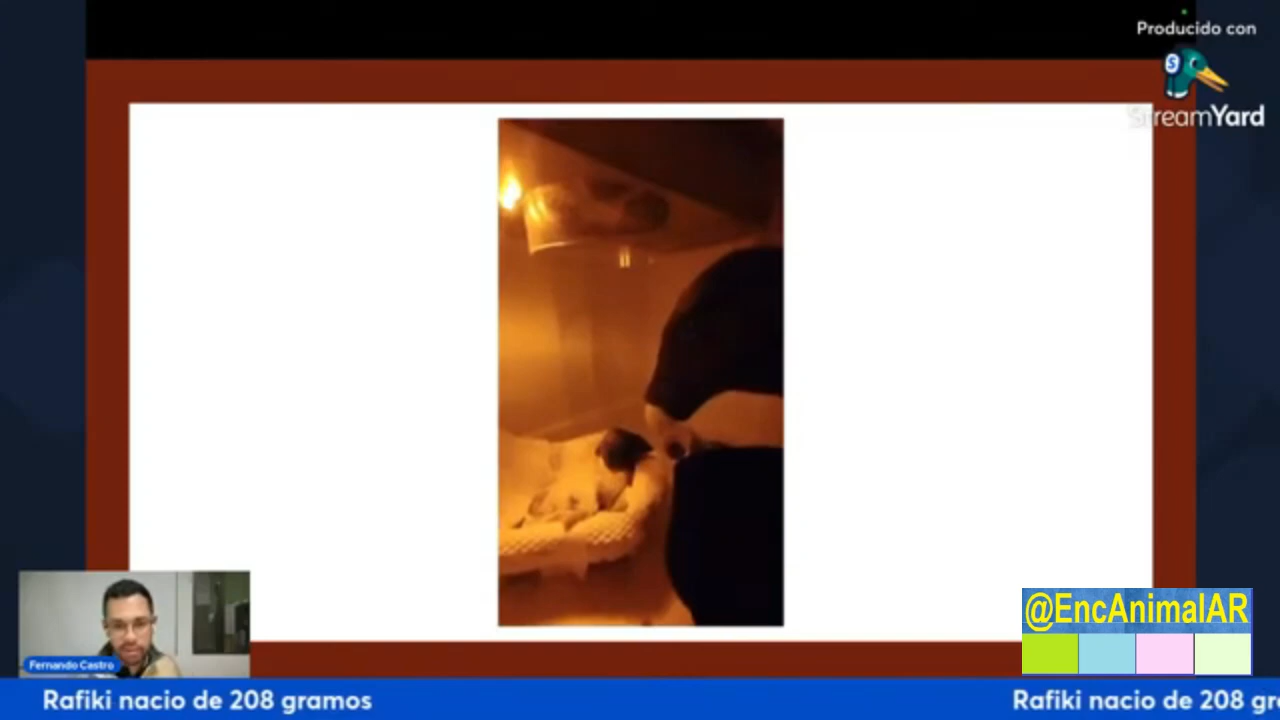 Producido con
StreamYard
@EncAnimalAR
Fernando Castro
Rafiki nacio de 208 gramos
Rafiki nacio de 208 gr